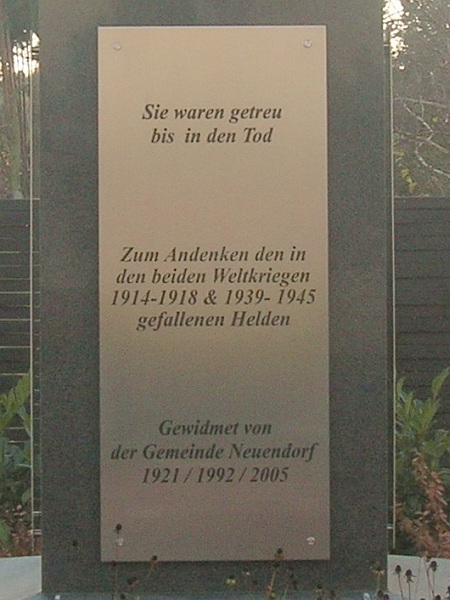 Sie waren getreu
bis in den Tod
Zum Andenken den in
den beiden Weltkriegen
1914-1918 & 1939- 1945
gefallenen Helden
Gewidmet von
der Gemeinde Neuendorf
1921 / 1992 / 2005